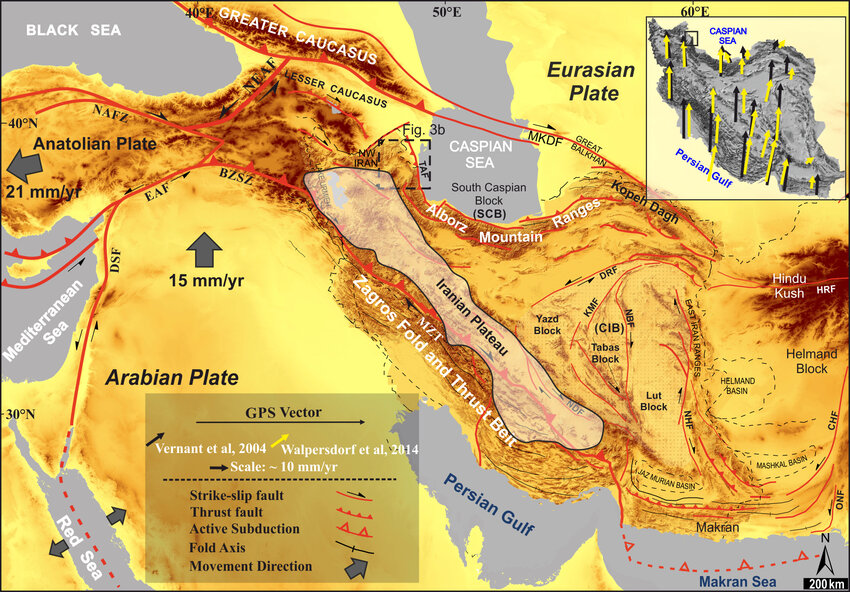 40°E
50°E
60°E
BLACK SEA
GREATER CAUCASUS
CASPIAN
SEA
Persian Gulf
Eurasian
Plate
NEAF
LESSER CAUCASUS
NAFZ
40°N
Fig. 3b
40°N
Anatolian Plate
NW
IRAN
TAF
CASPIAN
SEA
MKDF
GREAT
BALKHAN
21 mm/yr
EAF
BZSZ
South Caspian
Block
(SCB)
Kopeh Dagh
Alborz
Mountain
Ranges
DSF
15 mm/yr
Mediterranean
Sea
DRF
Hindu
Kush
HRF
Zagros Fold and Thrust Belt
MZT
Iranian Plateau
Yazd
Block
KMF
(CIB)
NBF
Tabas
Block
EAST IRAN RANGES
Helmand
Block
HELMAND
BASIN
Arabian Plate
Lut
Block
NHF
CHF
30°N
30°N
GPS Vector
Vernant et al, 2004
Walpersdorf et al, 2014
Scale: ~ 10 mm/yr
Strike-slip fault
Thrust fault
Active Subduction
Fold Axis
Movement Direction
Red Sea
Persian Gulf
JAZ MURIAN BASIN
MASHKAL BASIN
ONF
Makran
Makran Sea
N
200 km